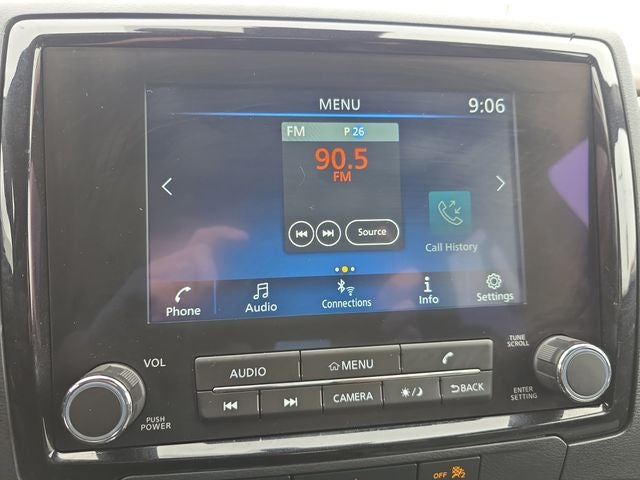 MENU 9:06
FM P 26
90.5
FM
Source
Call History
Phone Audio Connections Info Settings
VOL
TUNE
SCROLL
AUDIO MENU
CAMERA BACK
PUSH
POWER
ENTER
SETTING
OFF 2